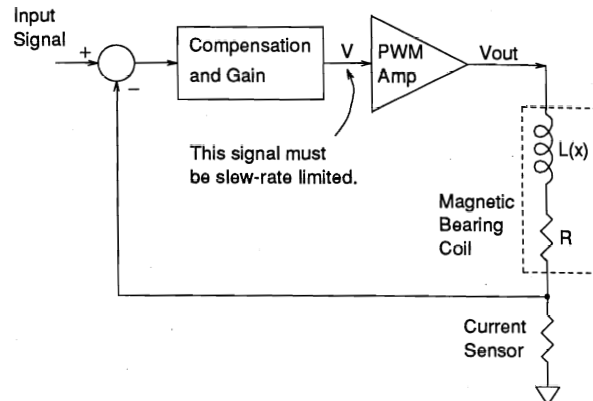 Input
Signal
+
−
Compensation
and Gain
V
PWM
Amp
Vout
This signal must
be slew-rate limited.
L(x)
Magnetic
Bearing
Coil
R
Current
Sensor